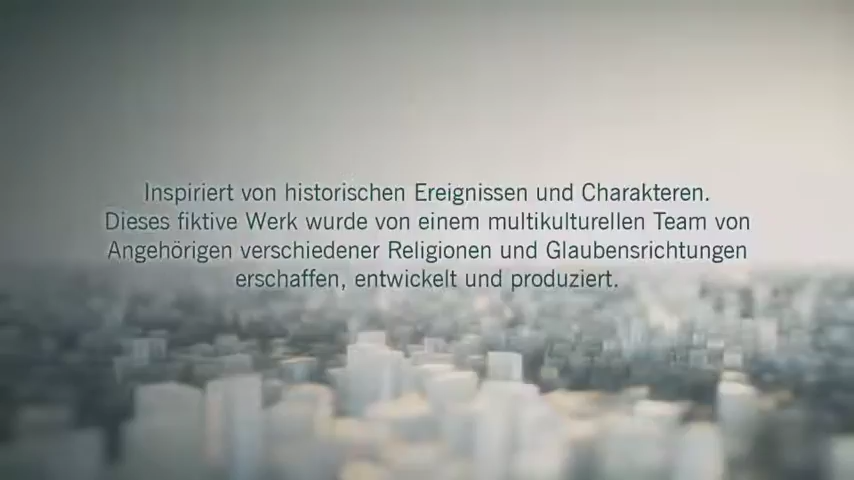 Inspiriert von historischen Ereignissen und Charakteren.
Dieses fiktive Werk wurde von einem multikulturellen Team von
Angehörigen verschiedener Religionen und Glaubensrichtungen
erschaffen, entwickelt und produziert.